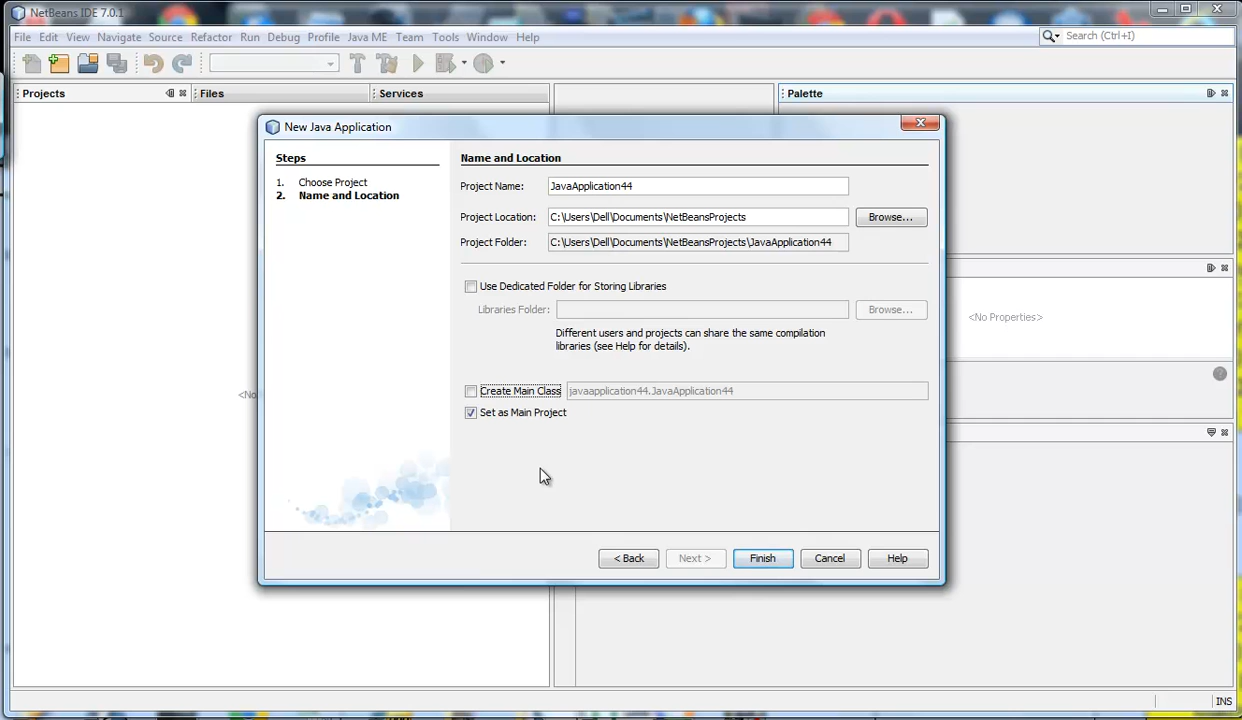 NetBeans IDE 7.0.1
File Edit View Navigate Source Refactor Run Debug Profile Java ME Team Tools Window Help
Search (Ctrl+I)
Projects
Files
Services
Palette
New Java Application
Steps
1. Choose Project
2. Name and Location
Name and Location
Project Name: JavaApplication44
Project Location: C:\Users\Dell\Documents\NetBeansProjects
Browse...
Project Folder: C:\Users\Dell\Documents\NetBeansProjects\JavaApplication44
Use Dedicated Folder for Storing Libraries
Libraries Folder:
Browse...
Different users and projects can share the same compilation
libraries (see Help for details).
Create Main Class javaapplication44.JavaApplication44
Set as Main Project
<No
<No Properties>
?
< Back
Next >
Finish
Cancel
Help
INS